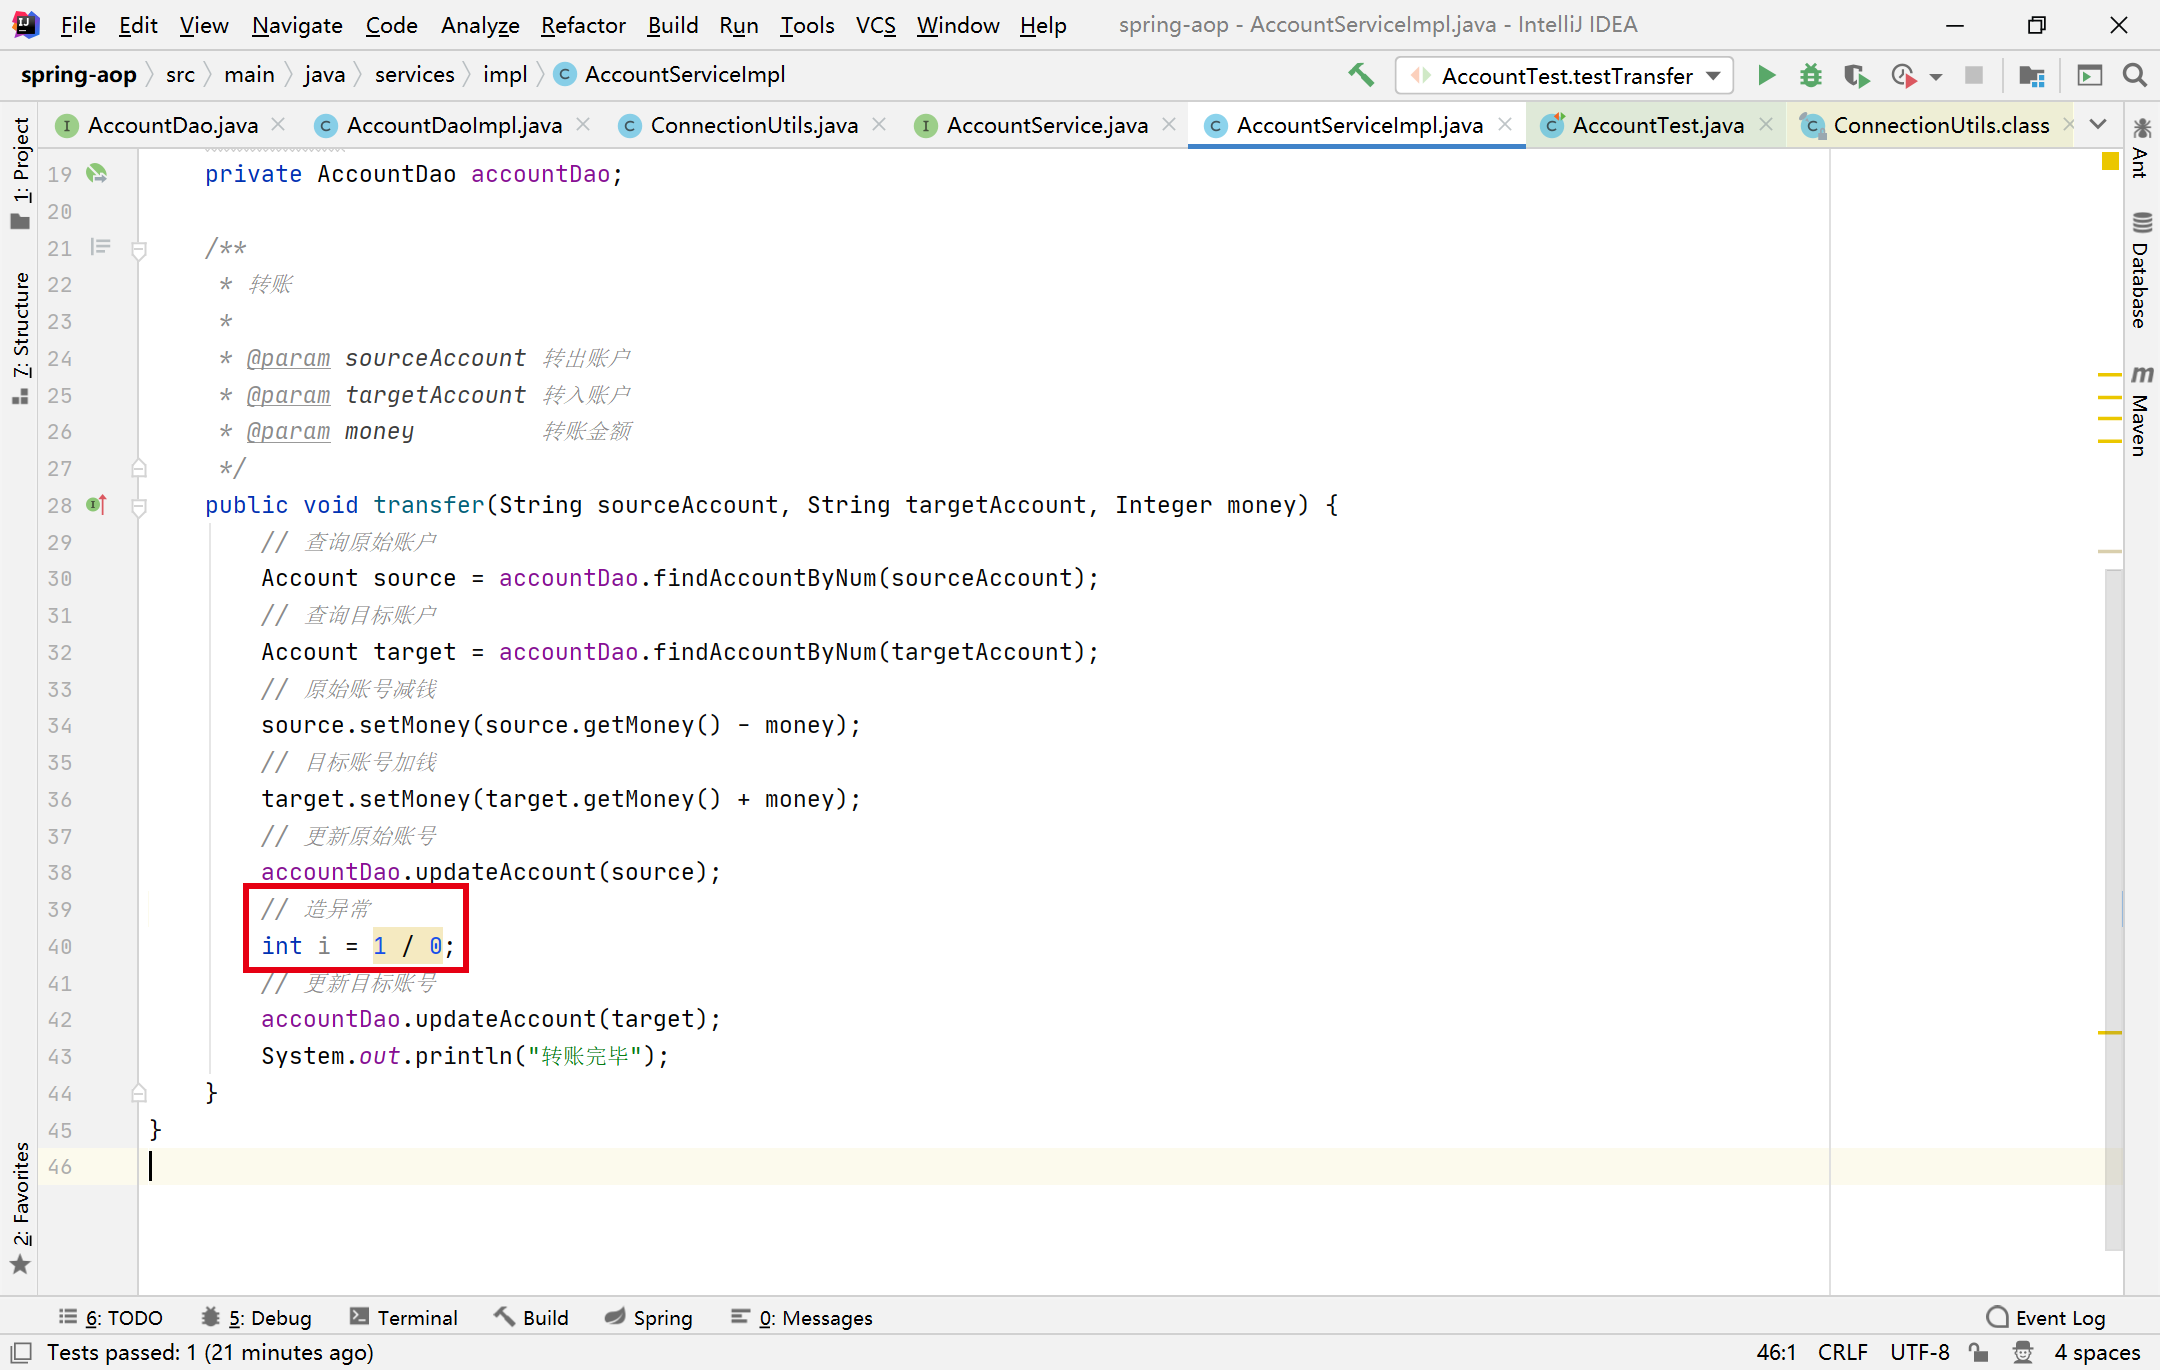 File Edit View Navigate Code Analyze Refactor Build Run Tools VCS Window Help spring-aop - AccountServiceImpl.java - IntelliJ IDEA
spring-aop src main java services impl AccountServiceImpl AccountTest.testTransfer
AccountDao.java AccountDaoImpl.java ConnectionUtils.java AccountService.java AccountServiceImpl.java AccountTest.java ConnectionUtils.class
1: Project
7: Structure
2: Favorites
19 private AccountDao accountDao;
20
21 /**
22 * 转账
23 *
24 * @param sourceAccount 转出账户
25 * @param targetAccount 转入账户
26 * @param money 转账金额
27 */
28 public void transfer(String sourceAccount, String targetAccount, Integer money) {
29 // 查询原始账户
30 Account source = accountDao.findAccountByNum(sourceAccount);
31 // 查询目标账户
32 Account target = accountDao.findAccountByNum(targetAccount);
33 // 原始账号减钱
34 source.setMoney(source.getMoney() - money);
35 // 目标账号加钱
36 target.setMoney(target.getMoney() + money);
37 // 更新原始账号
38 accountDao.updateAccount(source);
39 // 造异常
40 int i = 1 / 0;
41 // 更新目标账号
42 accountDao.updateAccount(target);
43 System.out.println("转账完毕");
44 }
45 }
46
Ant
Database
Maven
6: TODO 5: Debug Terminal Build Spring 0: Messages Event Log
Tests passed: 1 (21 minutes ago) 46:1 CRLF UTF-8 4 spaces